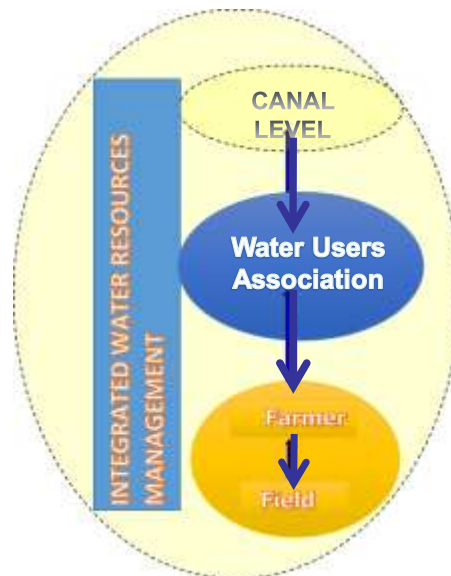 CANAL
LEVEL
Water Users
Association
Farmer
Field
INTEGRATED WATER RESOURCES
MANAGEMENT